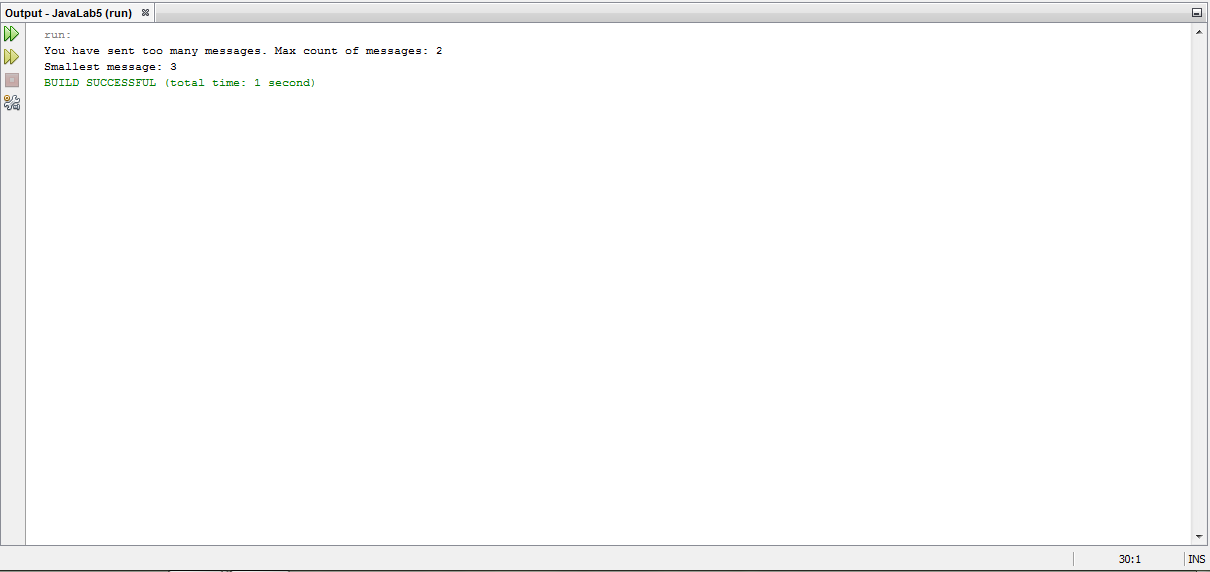 Output - JavaLab5 (run)
run:
You have sent too many messages. Max count of messages: 2
Smallest message: 3
BUILD SUCCESSFUL (total time: 1 second)
30:1
INS